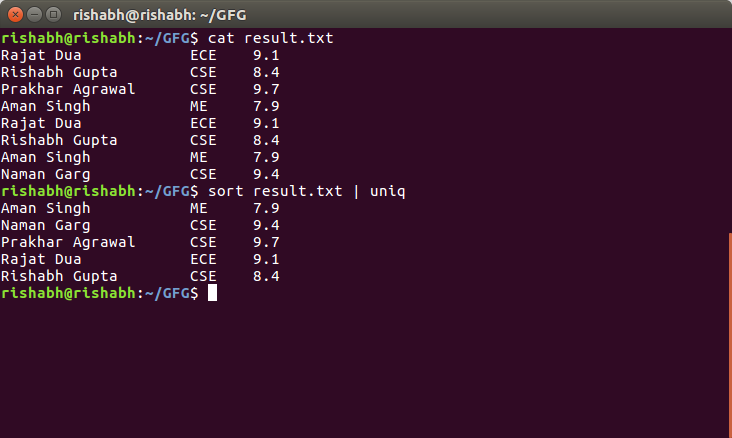 rishabh@rishabh: ~/GFG
rishabh@rishabh:~/GFG$ cat result.txt
Rajat Dua            ECE    9.1
Rishabh Gupta        CSE    8.4
Prakhar Agrawal      CSE    9.7
Aman Singh           ME     7.9
Rajat Dua            ECE    9.1
Rishabh Gupta        CSE    8.4
Aman Singh           ME     7.9
Naman Garg           CSE    9.4
rishabh@rishabh:~/GFG$ sort result.txt | uniq
Aman Singh           ME     7.9
Naman Garg           CSE    9.4
Prakhar Agrawal      CSE    9.7
Rajat Dua            ECE    9.1
Rishabh Gupta        CSE    8.4
rishabh@rishabh:~/GFG$